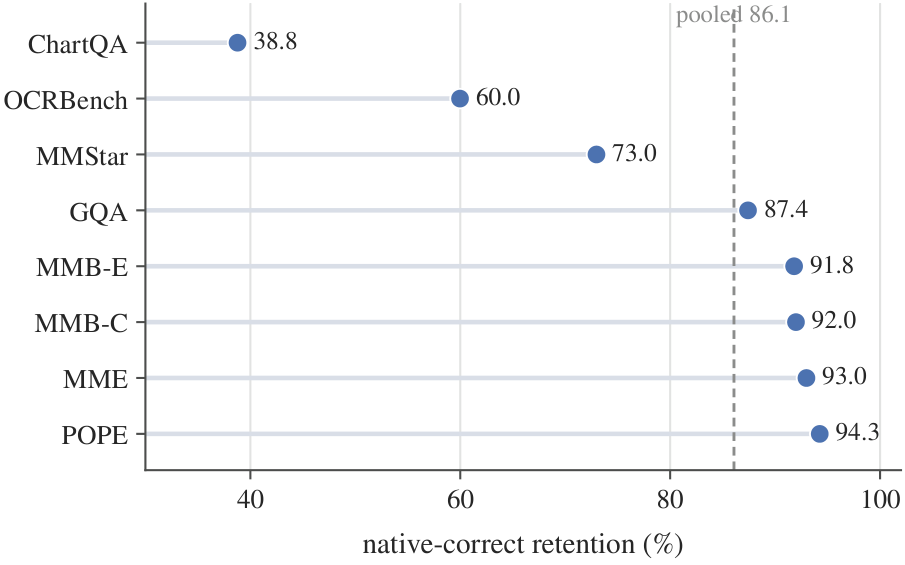 pooled 86.1
ChartQA 38.8
OCRBench 60.0
MMStar 73.0
GQA 87.4
MMB-E 91.8
MMB-C 92.0
MME 93.0
POPE 94.3
40 60 80 100
native-correct retention (%)